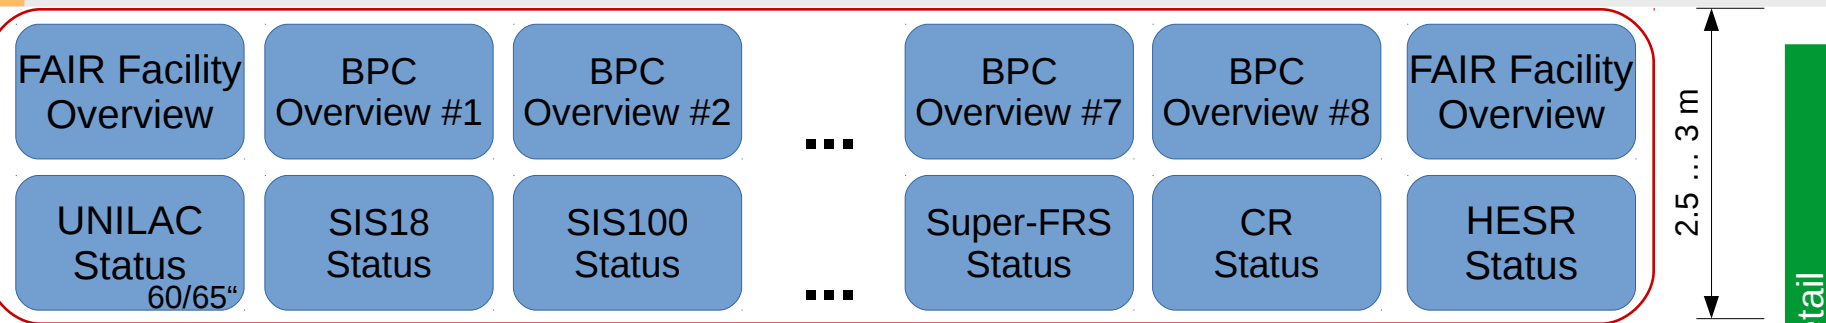 FAIR Facility
Overview
BPC
Overview #1
BPC
Overview #2
...
BPC
Overview #7
BPC
Overview #8
FAIR Facility
Overview
UNILAC
Status
60/65“
SIS18
Status
SIS100
Status
...
Super-FRS
Status
CR
Status
HESR
Status
2.5 ... 3 m